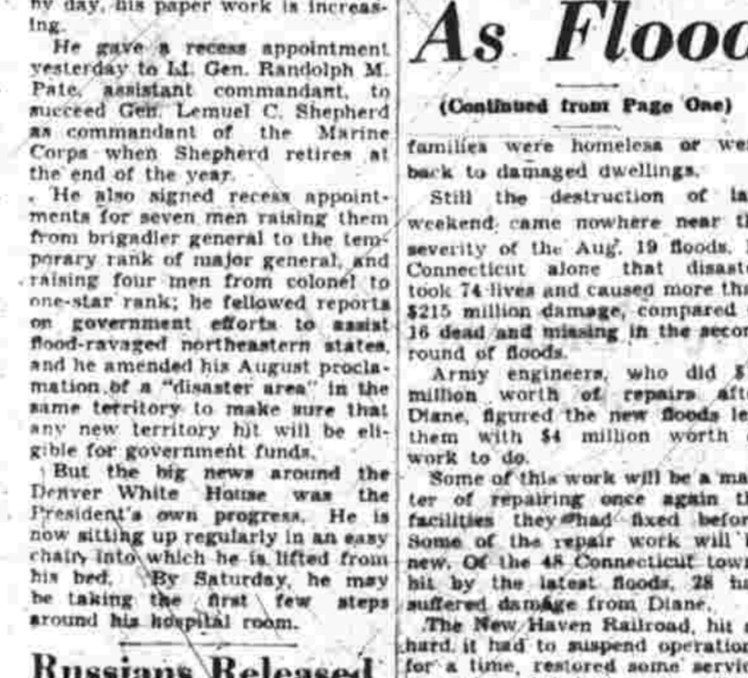 by day, his paper work is increas-
ing.
He gave a recess appointment
yesterday to Lt. Gen. Randolph M.
Pate, assistant commandant, to
succeed Gen. Lemuel C. Shepherd
as commandant of the Marine
Corps when Shepherd retires at
the end of the year.
He also signed recess appoint-
ments for seven men raising them
from brigadier general to the tem-
porary rank of major general, and
raising four men from colonel to
one-star rank; he fellowed reports
on government efforts to assist
flood-ravaged northeastern states,
and he amended his August procla-
mation of a "disaster area" in the
same territory to make sure that
any new territory hit will be eli-
gible for government funds.
But the big news around the
Denver White House was the
President's own progress. He is
now sitting up regularly in an easy
chair, into which he is lifted from
his bed. By Saturday, he may
be taking the first few steps
around his hospital room.
Russians Released
As Flood
(Continued from Page One)
families were homeless or we
back to damaged dwellings.
Still the destruction of la
weekend came nowhere near t
severity of the Aug. 19 floods.
Connecticut alone that disast
took 74 lives and caused more tha
$215 million damage, compared
16 dead and missing in the secon
round of floods.
Army engineers, who did $
million worth of repairs aft
Diane, figured the new floods le
them with $4 million worth
work to do.
Some of this work will be a ma
ter of repairing once again t
facilities they had fixed befor
Some of the repair work will
new. Of the 48 Connecticut tow
hit by the latest floods, 28 ha
suffered damage from Diane.
The New Haven Railroad, hit
hard it had to suspend operation
for a time, restored some servi